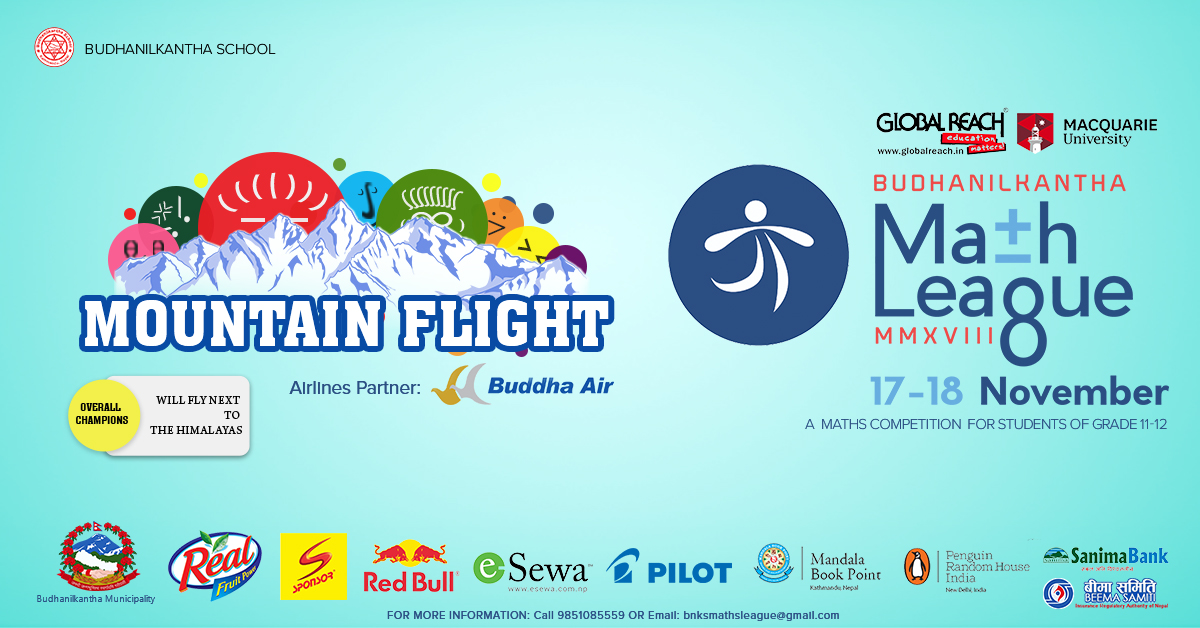 BUDHANILKANTHA SCHOOL
GLOBAL REACH
education
matters!
www.globalreach.in
MACQUARIE
University
BUDHANILKANTHA
Ma±h
League
MMXVIII
8
17-18 November
A MATHS COMPETITION FOR STUDENTS OF GRADE 11-12
MOUNTAIN FLIGHT
Airlines Partner:
Buddha Air
OVERALL
CHAMPIONS
WILL FLY NEXT
TO
THE HIMALAYAS
Budhanilkantha Municipality
Real
Fruit Power
S
SPONSOR
Red Bull
e-Sewa™
www.esewa.com.np
PILOT
Mandala
Book Point
Kathmandu, Nepal
Penguin
Random House
India
New Delhi, India
SanimaBank
बीमा समिति
BEEMA SAMITI
Insurance Regulatory Authority of Nepal
FOR MORE INFORMATION: Call 9851085559 OR Email: bnksmathsleague@gmail.com